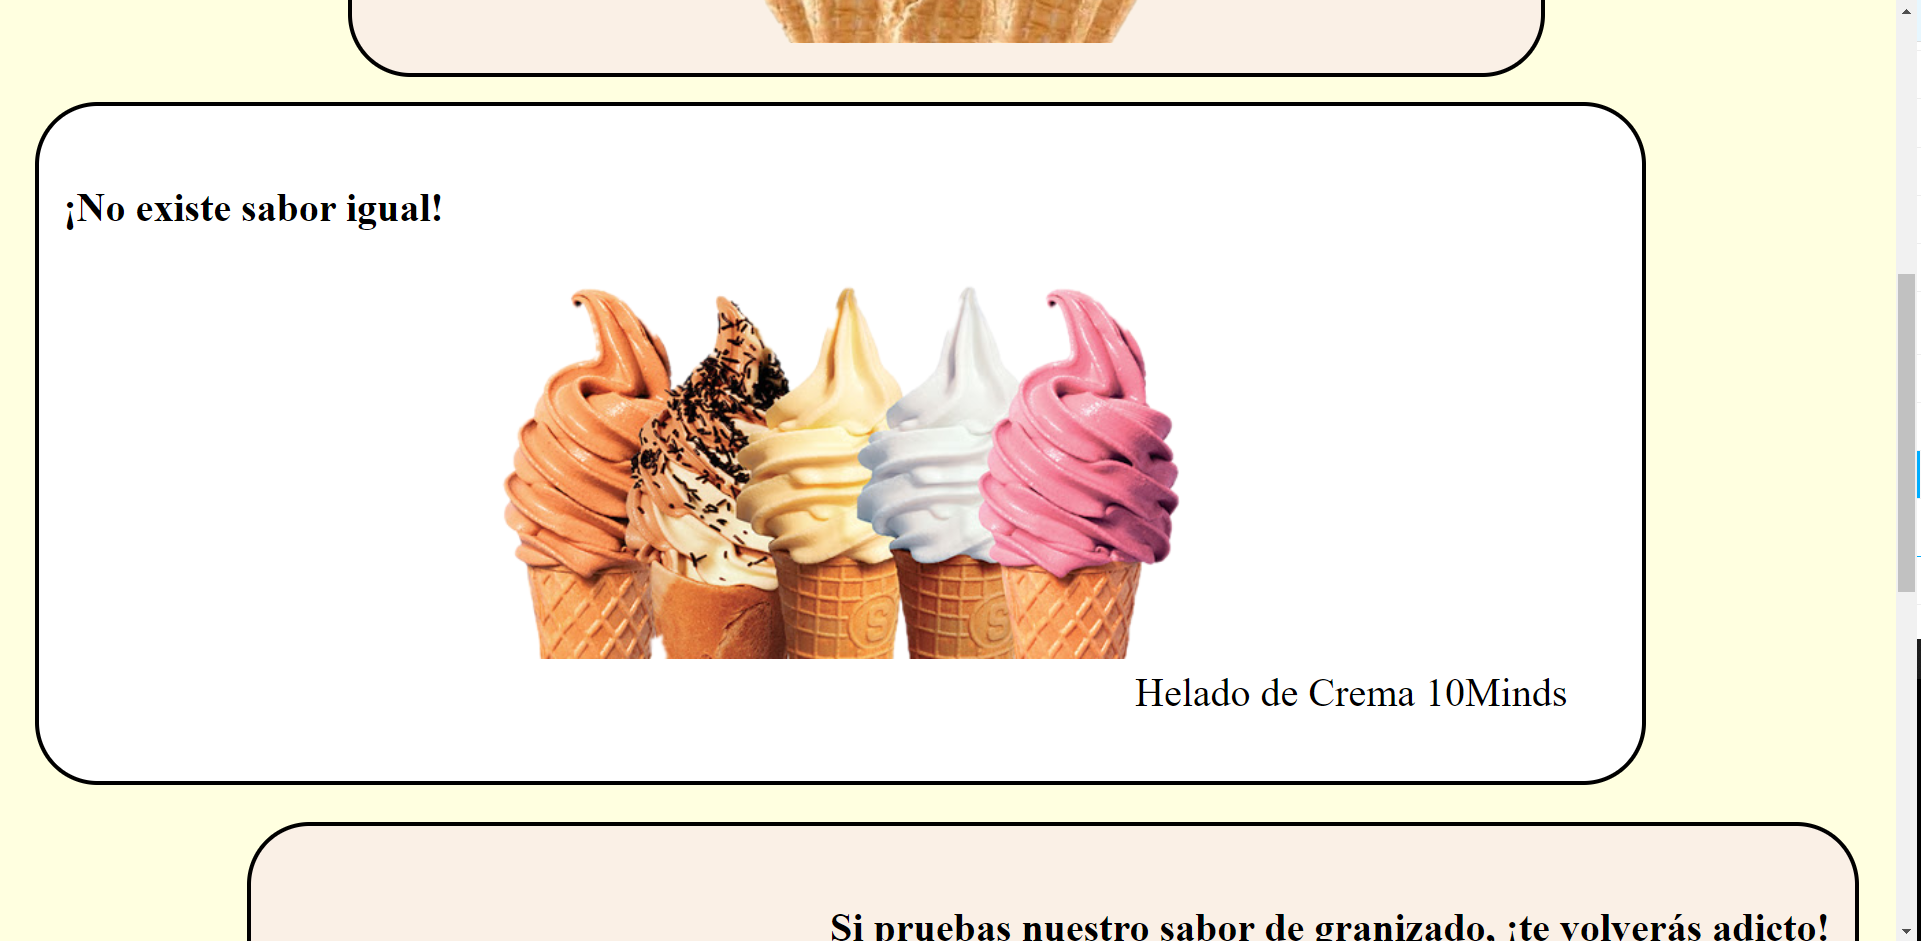 ¡No existe sabor igual!
S
S
Helado de Crema 10Minds
Si pruebas nuestro sabor de granizado, ¡te volverás adicto!